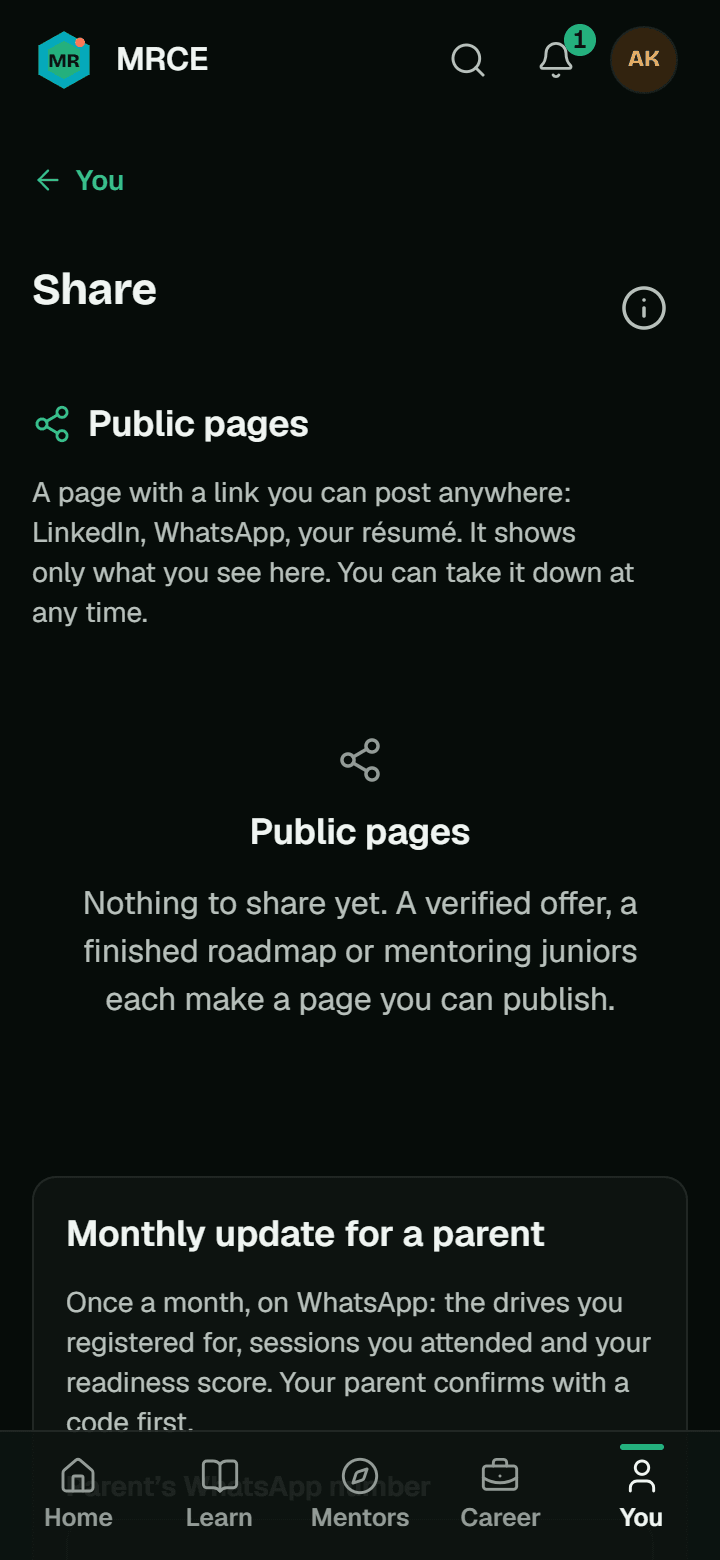 MR
MRCE
1
AK
You
Share
Public pages
A page with a link you can post anywhere:
LinkedIn, WhatsApp, your résumé. It shows
only what you see here. You can take it down at
any time.
Public pages
Nothing to share yet. A verified offer, a
finished roadmap or mentoring juniors
each make a page you can publish.
Monthly update for a parent
Once a month, on WhatsApp: the drives you
registered for, sessions you attended and your
readiness score. Your parent confirms with a
code first.
Parent's WhatsApp number
Home
Learn
Mentors
Career
You